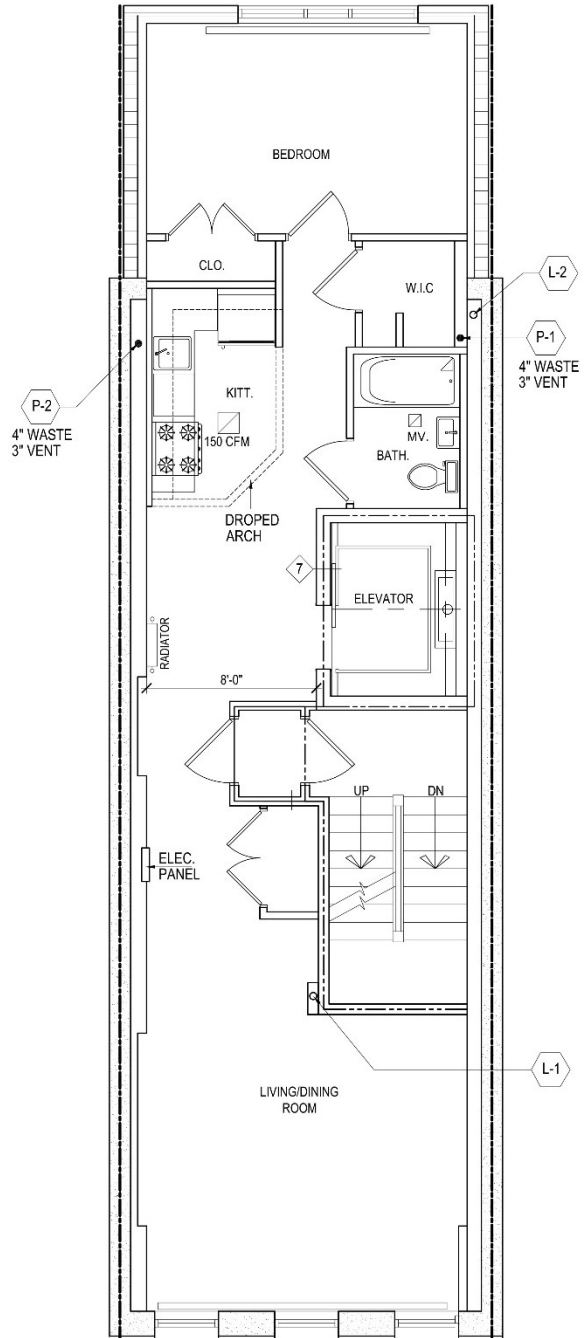 BEDROOM
CLO.
W.I.C
L-2
P-1
4" WASTE
3" VENT
P-2
4" WASTE
3" VENT
KITT.
150 CFM
MV.
BATH.
DROPED
ARCH
7
ELEVATOR
RADIATOR
8'-0"
UP
DN
ELEC.
PANEL
L-1
LIVING/DINING
ROOM